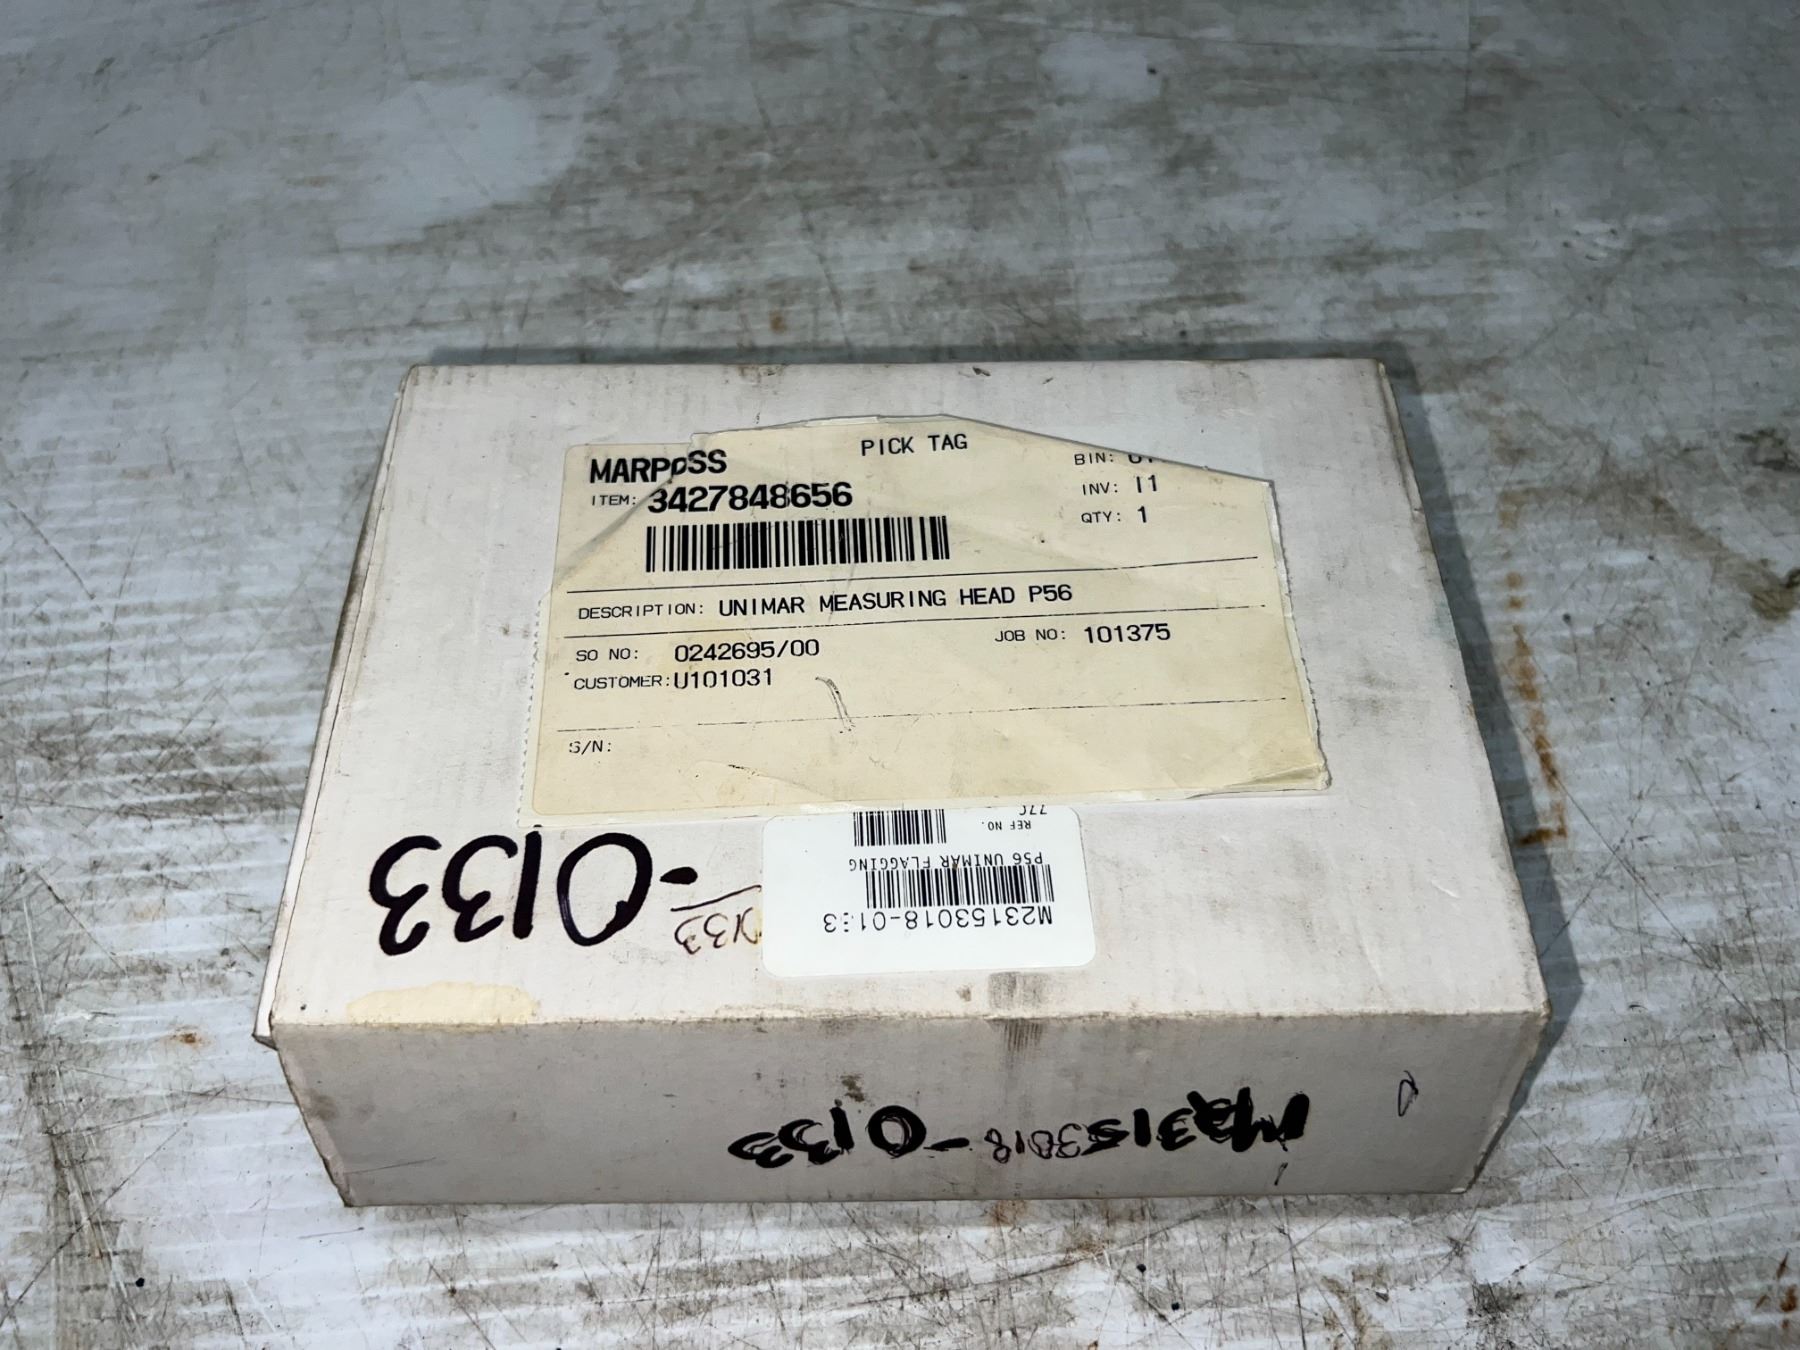 PICK TAG
MARPOSS
ITEM: 3427848656
BIN:
INV: I1
QTY: 1
DESCRIPTION: UNIMAR MEASURING HEAD P56
SO NO: 0242695/00
JOB NO: 101375
CUSTOMER: U101031
S/N:
M23153018-0133
P56 UNIMAR FLAGGING
REF NO.
-0133
0133
M23153018-0133